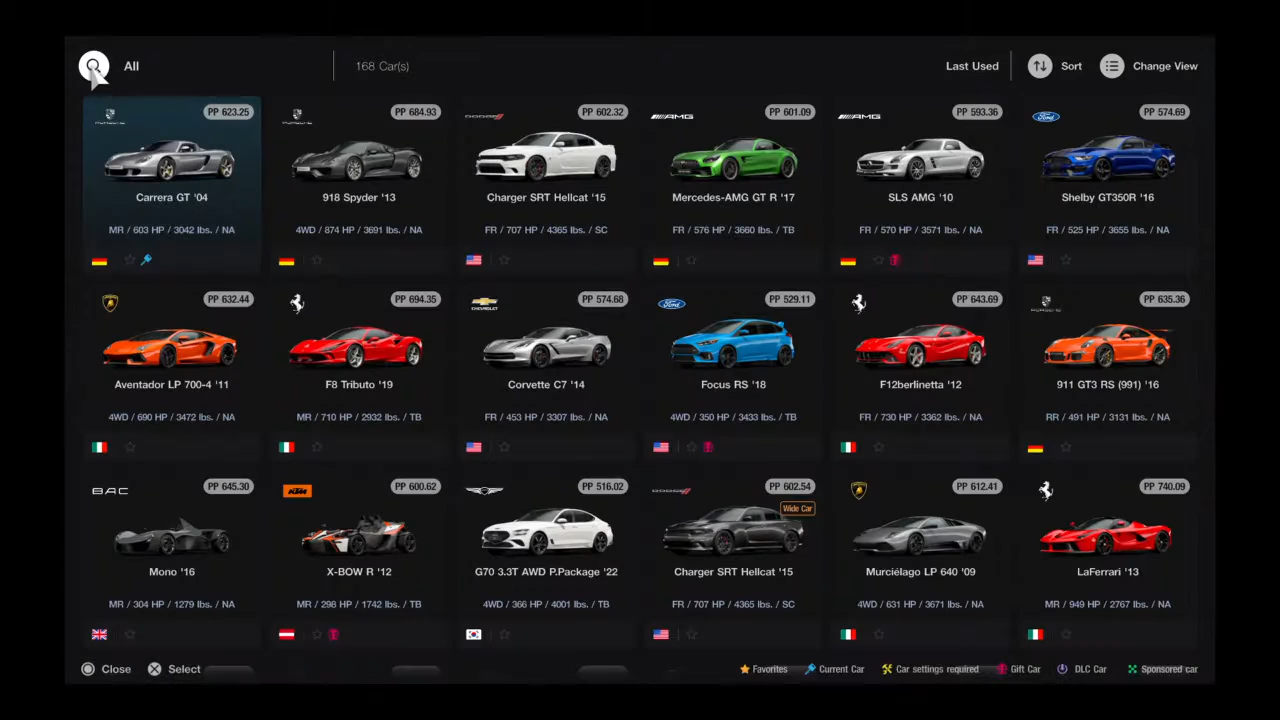 All
168 Car(s)
Last Used
Sort
Change View
PP 623.25
Carrera GT '04
MR / 603 HP / 3042 lbs. / NA
PP 684.93
918 Spyder '13
4WD / 874 HP / 3691 lbs. / NA
DODGE
PP 602.32
Charger SRT Hellcat '15
FR / 707 HP / 4365 lbs. / SC
AMG
PP 601.09
Mercedes-AMG GT R '17
FR / 576 HP / 3660 lbs. / TB
AMG
PP 593.36
SLS AMG '10
FR / 570 HP / 3571 lbs. / NA
Ford
PP 574.69
Shelby GT350R '16
FR / 525 HP / 3655 lbs. / NA
PP 632.44
Aventador LP 700-4 '11
4WD / 690 HP / 3472 lbs. / NA
PP 694.35
F8 Tributo '19
MR / 710 HP / 2932 lbs. / TB
CHEVROLET
PP 574.68
Corvette C7 '14
FR / 453 HP / 3307 lbs. / NA
Ford
PP 529.11
Focus RS '18
4WD / 350 HP / 3433 lbs. / TB
PP 643.69
F12berlinetta '12
FR / 730 HP / 3362 lbs. / NA
PP 635.36
911 GT3 RS (991) '16
RR / 491 HP / 3131 lbs. / NA
BAC
PP 645.30
Mono '16
MR / 304 HP / 1279 lbs. / NA
KTM
PP 600.62
X-BOW R '12
MR / 296 HP / 1742 lbs. / TB
PP 516.02
G70 3.3T AWD P.Package '22
4WD / 366 HP / 4001 lbs. / TB
DODGE
PP 602.54
Wide Car
Charger SRT Hellcat '15
FR / 707 HP / 4365 lbs. / SC
PP 612.41
Murciélago LP 640 '09
4WD / 631 HP / 3671 lbs. / NA
PP 740.09
LaFerrari '13
MR / 949 HP / 2767 lbs. / NA
Close
Select
Favorites
Current Car
Car settings required
Gift Car
DLC Car
Sponsored car